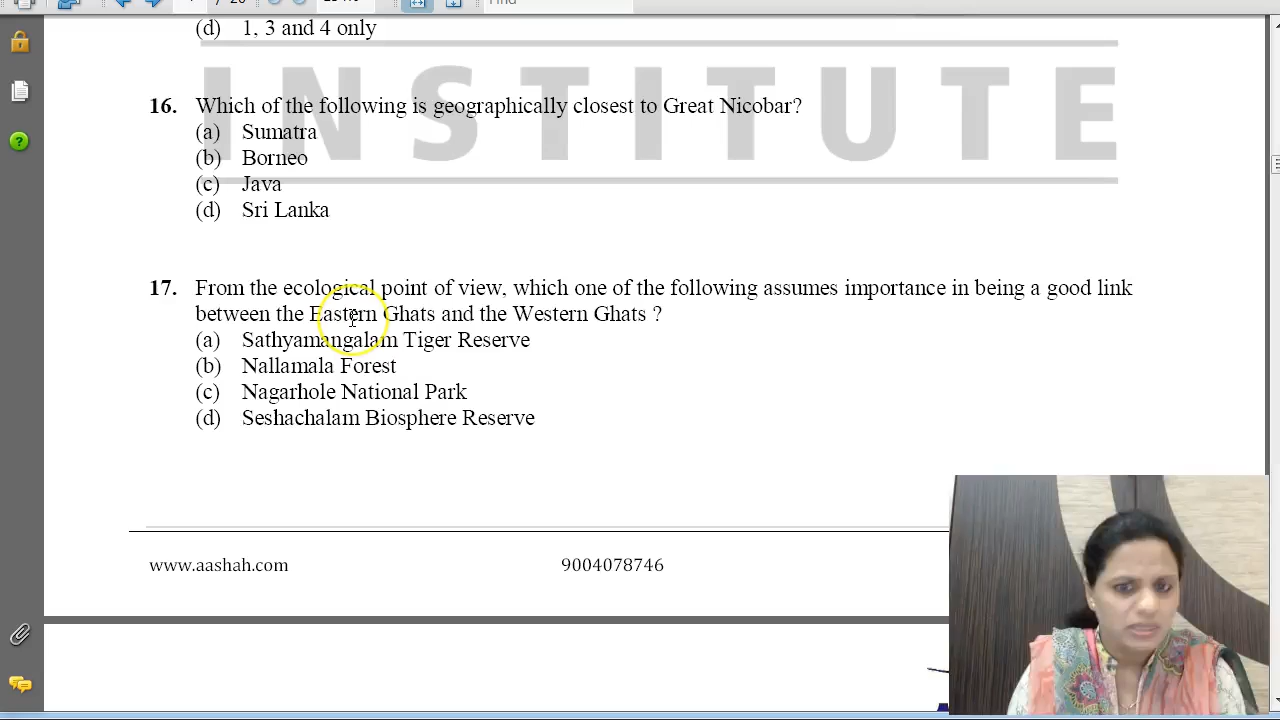 (d) 1, 3 and 4 only
INSTITUTE
16. Which of the following is geographically closest to Great Nicobar?
(a) Sumatra
(b) Borneo
(c) Java
(d) Sri Lanka
17. From the ecological point of view, which one of the following assumes importance in being a good link
between the Eastern Ghats and the Western Ghats ?
(a) Sathyamangalam Tiger Reserve
(b) Nallamala Forest
(c) Nagarhole National Park
(d) Seshachalam Biosphere Reserve
www.aashah.com 9004078746